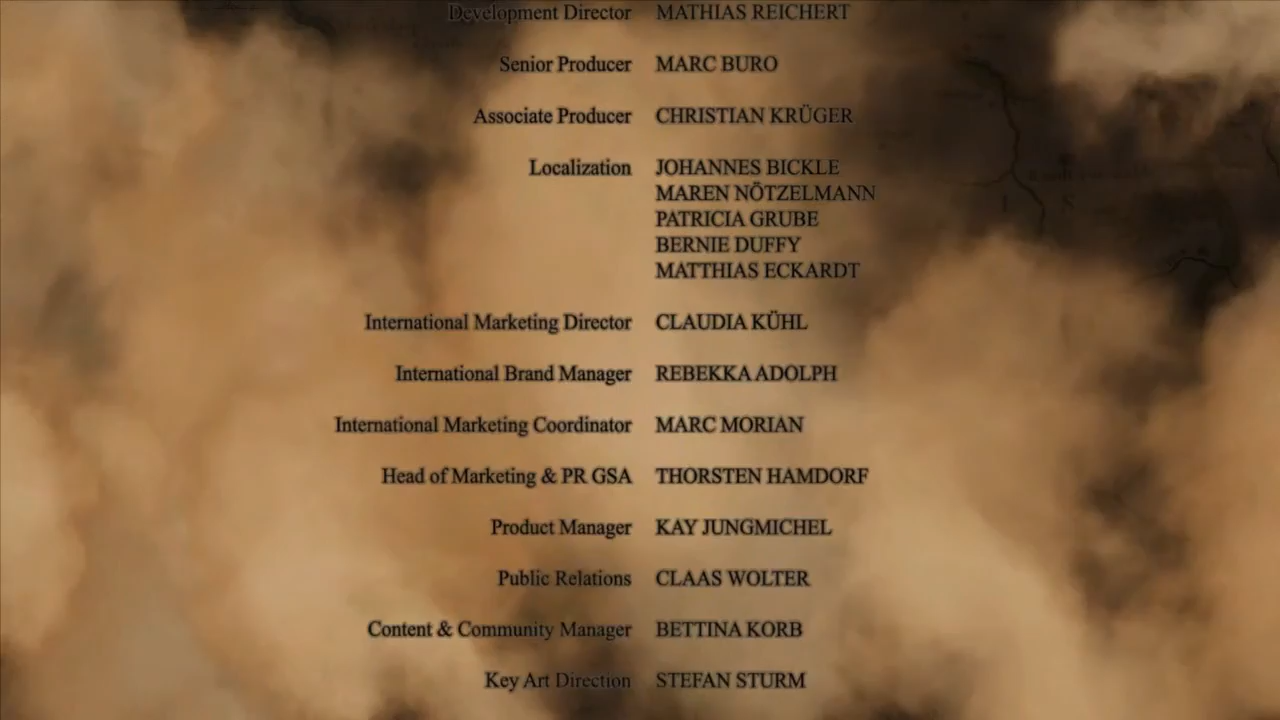 Development Director MATHIAS REICHERT
Senior Producer MARC BURO
Associate Producer CHRISTIAN KRÜGER
Localization JOHANNES BICKLE
MAREN NÖTZELMANN
PATRICIA GRUBE
BERNIE DUFFY
MATTHIAS ECKARDT
International Marketing Director CLAUDIA KÜHL
International Brand Manager REBEKKA ADOLPH
International Marketing Coordinator MARC MORIAN
Head of Marketing & PR GSA THORSTEN HAMDORF
Product Manager KAY JUNGMICHEL
Public Relations CLAAS WOLTER
Content & Community Manager BETTINA KORB
Key Art Direction STEFAN STURM